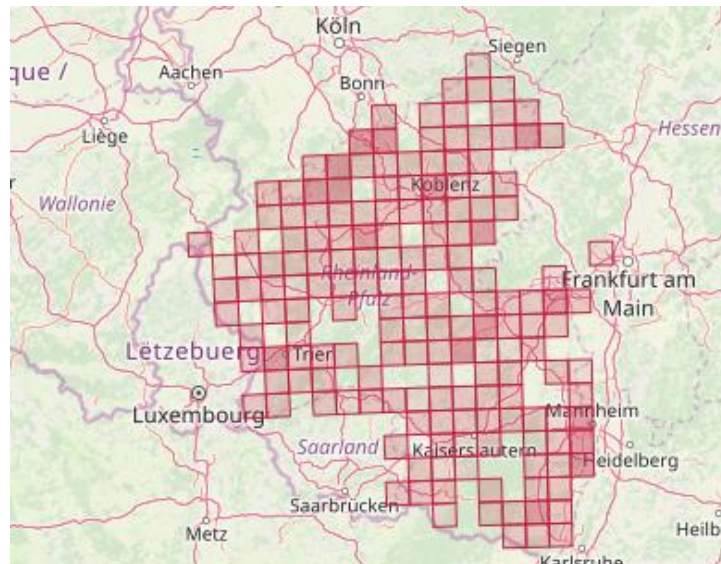 Köln
Siegen
que /
Aachen
Bonn
Liège
Hessen
Koblenz
Wallonie
Rheinland-
Pfalz
Frankfurt am
Main
Lëtzebuerg
Trier
Luxembourg
Mannheim
Saarland
Kaiserslautern
Heidelberg
Saarbrücken
Metz
Heilb
Karlsruhe